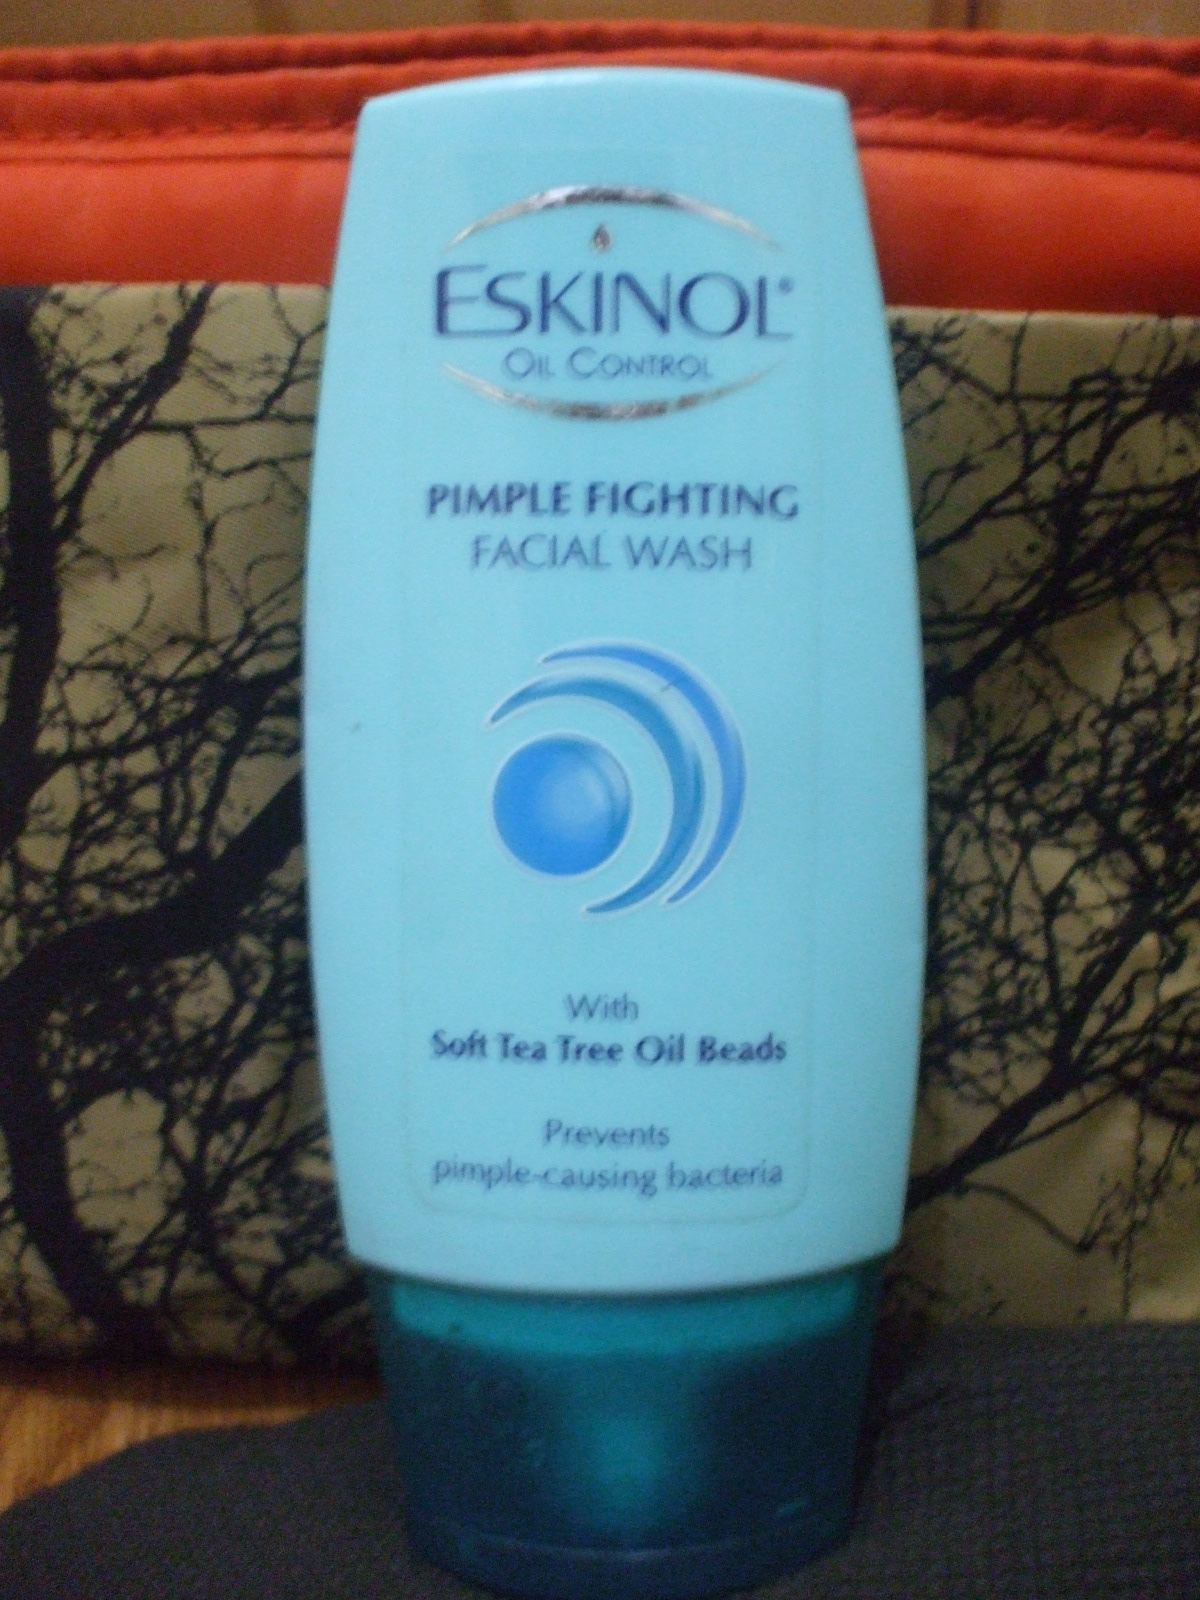 ESKINOL®
OIL CONTROL
PIMPLE FIGHTING
FACIAL WASH
With
Soft Tea Tree Oil Beads
Prevents
pimple-causing bacteria